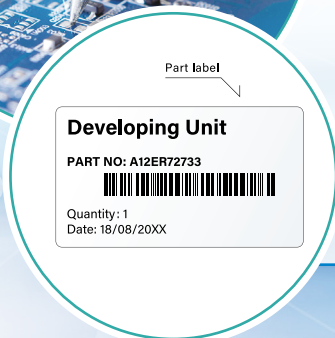 Part label
Developing Unit
PART NO: A12ER72733
Quantity: 1
Date: 18/08/20XX